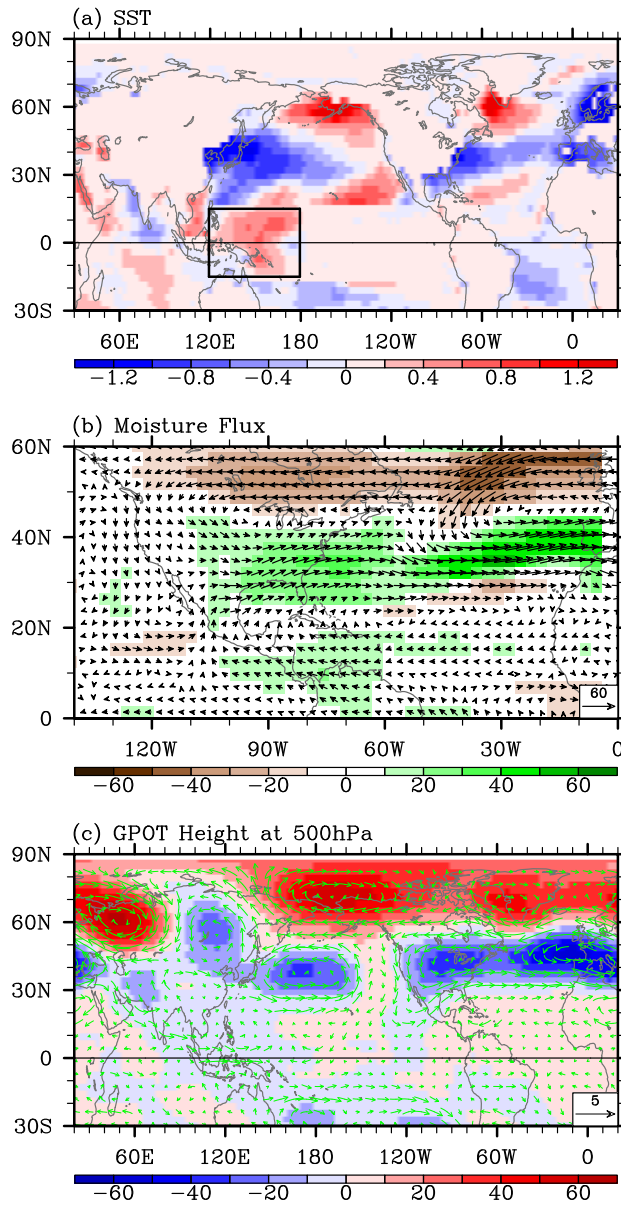 (a) SST
90N
60N
30N
0
30S
60E 120E 180 120W 60W 0
−1.2 −0.8 −0.4 0 0.4 0.8 1.2
(b) Moisture Flux
60N
40N
20N
0
60
120W 90W 60W 30W 0
−60 −40 −20 0 20 40 60
(c) GPOT Height at 500hPa
90N
60N
30N
0
30S
5
60E 120E 180 120W 60W 0
−60 −40 −20 0 20 40 60